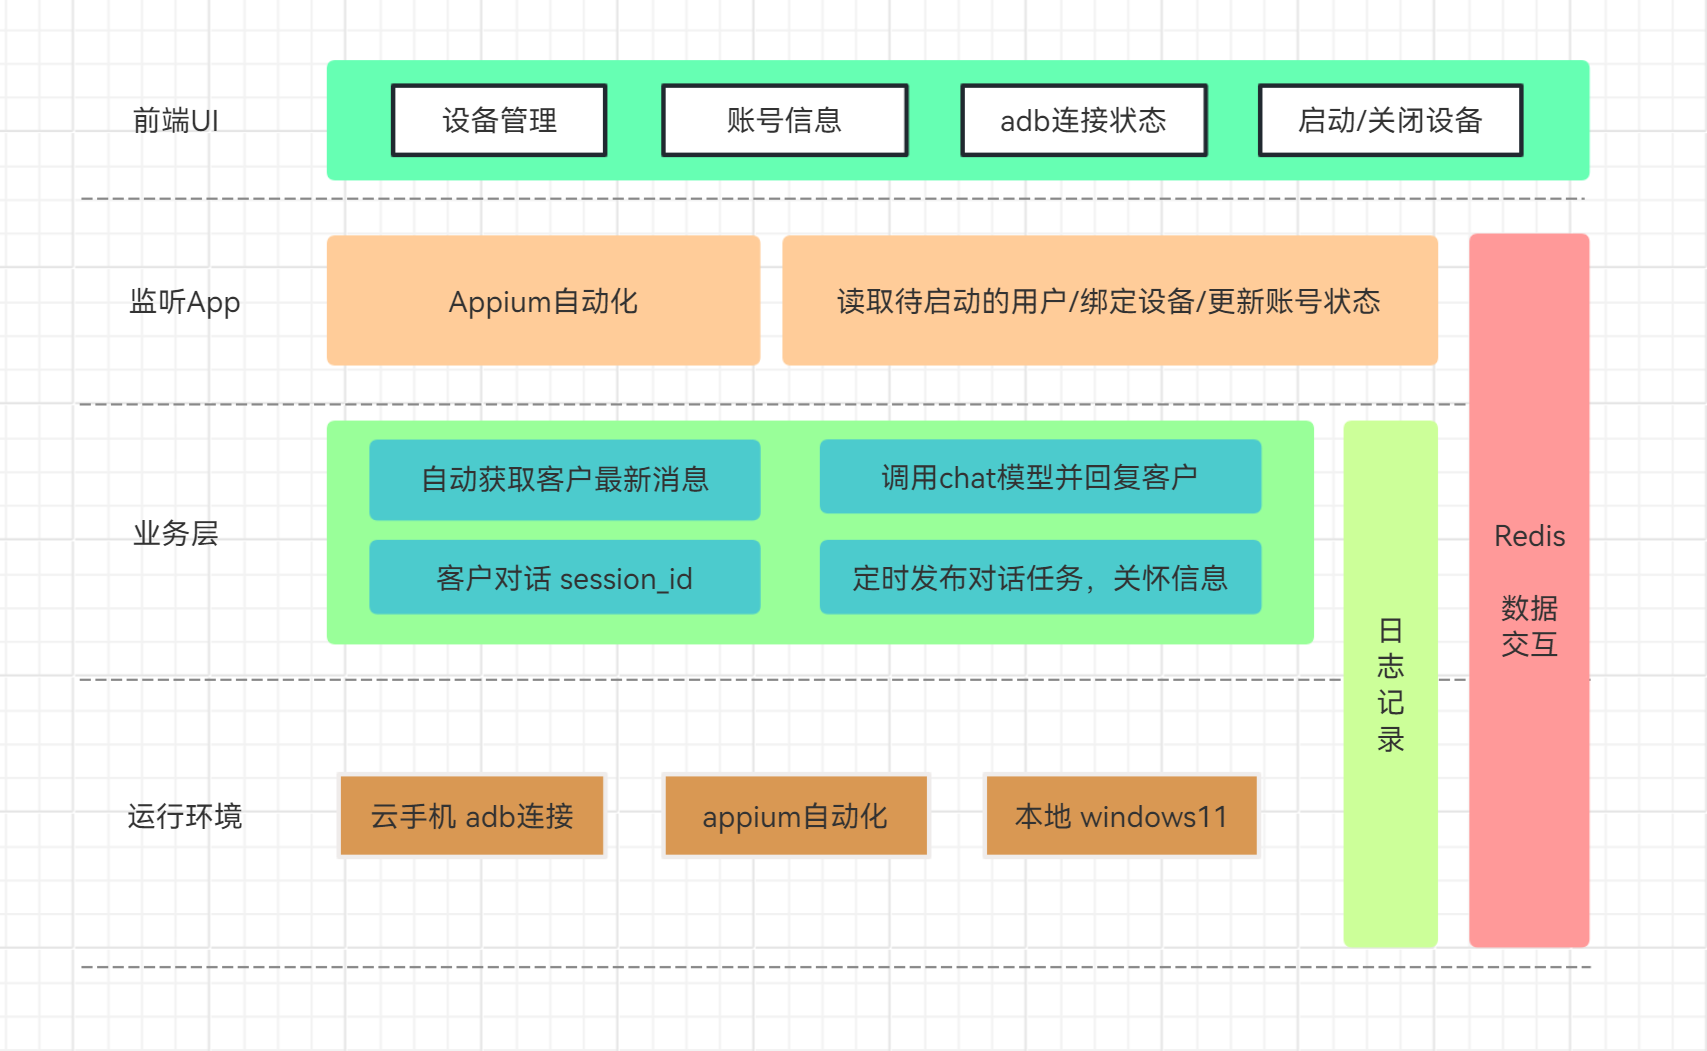 前端UI
设备管理
账号信息
adb连接状态
启动/关闭设备
监听App
Appium自动化
读取待启动的用户/绑定设备/更新账号状态
业务层
自动获取客户最新消息
调用chat模型并回复客户
客户对话 session_id
定时发布对话任务，关怀信息
运行环境
云手机 adb连接
appium自动化
本地 windows11
日
志
记
录
Redis
数据
交互